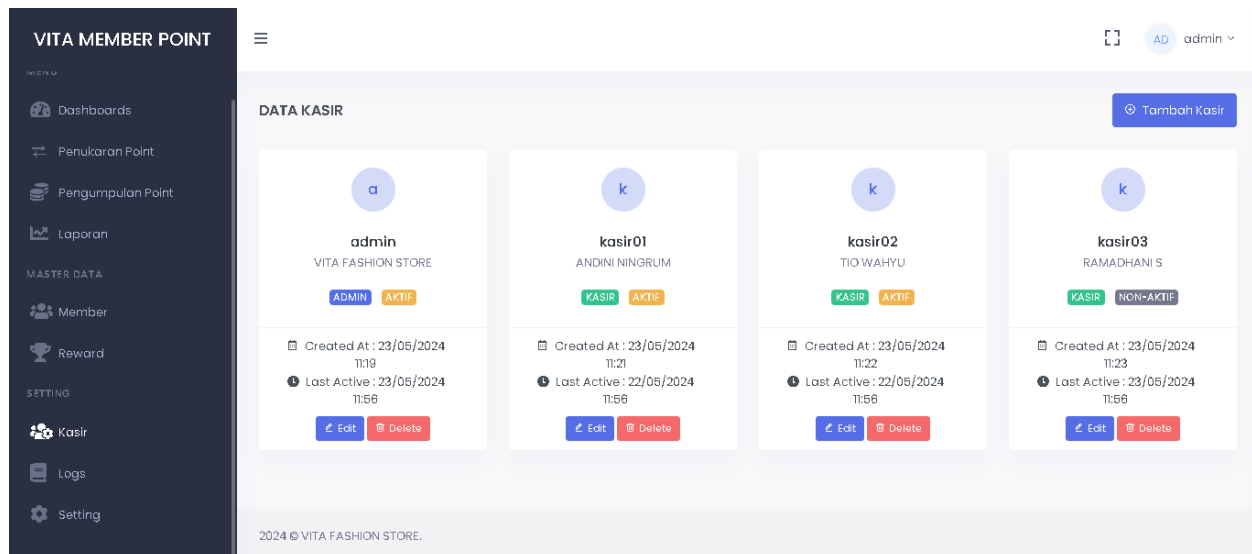 VITA MEMBER POINT
MENU
Dashboards
Penukaran Point
Pengumpulan Point
Laporan
MASTER DATA
Member
Reward
SETTING
Kasir
Logs
Setting
AD admin
DATA KASIR
Tambah Kasir
a
admin
VITA FASHION STORE
ADMIN AKTIF
Created At : 23/05/2024
11:19
Last Active : 23/05/2024
11:56
Edit Delete
k
kasir01
ANDINI NINGRUM
KASIR AKTIF
Created At : 23/05/2024
11:21
Last Active : 22/05/2024
11:56
Edit Delete
k
kasir02
TIO WAHYU
KASIR AKTIF
Created At : 23/05/2024
11:22
Last Active : 22/05/2024
11:56
Edit Delete
k
kasir03
RAMADHANI S
KASIR NON-AKTIF
Created At : 23/05/2024
11:23
Last Active : 23/05/2024
11:56
Edit Delete
2024 © VITA FASHION STORE.